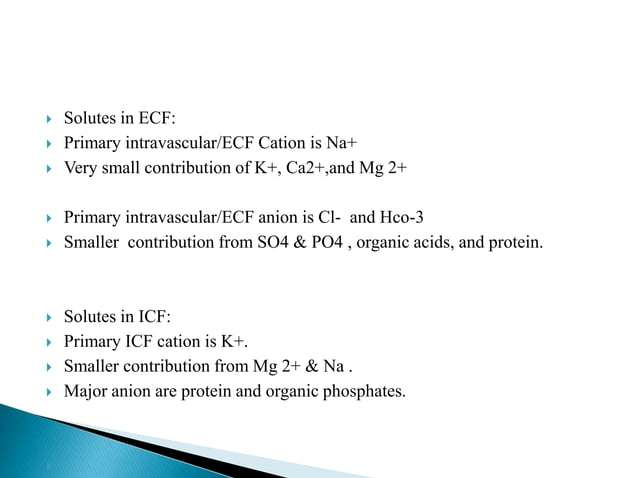 Solutes in ECF:
Primary intravascular/ECF Cation is Na+
Very small contribution of K+, Ca2+,and Mg 2+
Primary intravascular/ECF anion is Cl- and Hco-3
Smaller contribution from SO4 & PO4 , organic acids, and protein.
Solutes in ICF:
Primary ICF cation is K+.
Smaller contribution from Mg 2+ & Na .
Major anion are protein and organic phosphates.